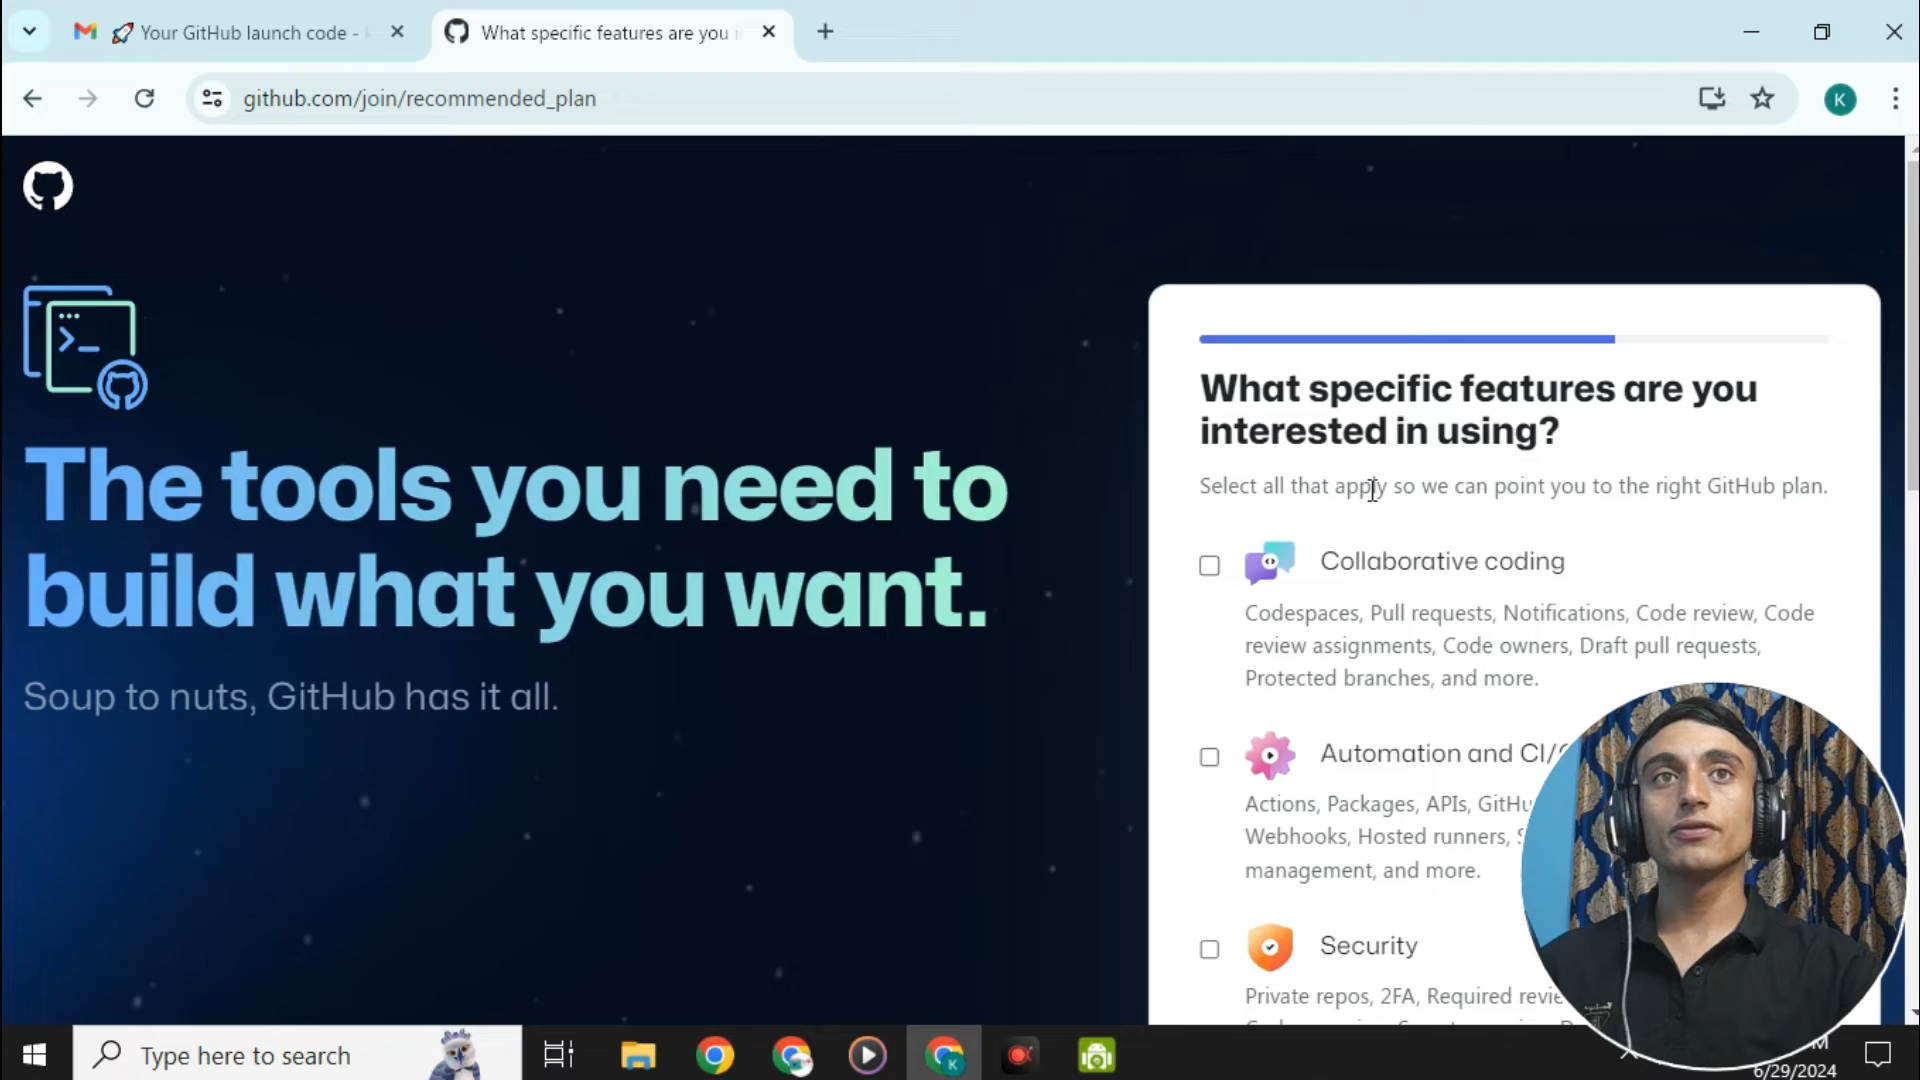 Your GitHub launch code -
What specific features are you
github.com/join/recommended_plan
The tools you need to
build what you want.
Soup to nuts, GitHub has it all.
What specific features are you
interested in using?
Select all that apply so we can point you to the right GitHub plan.
Collaborative coding
Codespaces, Pull requests, Notifications, Code review, Code
review assignments, Code owners, Draft pull requests,
Protected branches, and more.
Automation and CI/
Actions, Packages, APIs, GitHu
Webhooks, Hosted runners,
management, and more.
Security
Private repos, 2FA, Required revie
Type here to search
K
K
6/29/2024